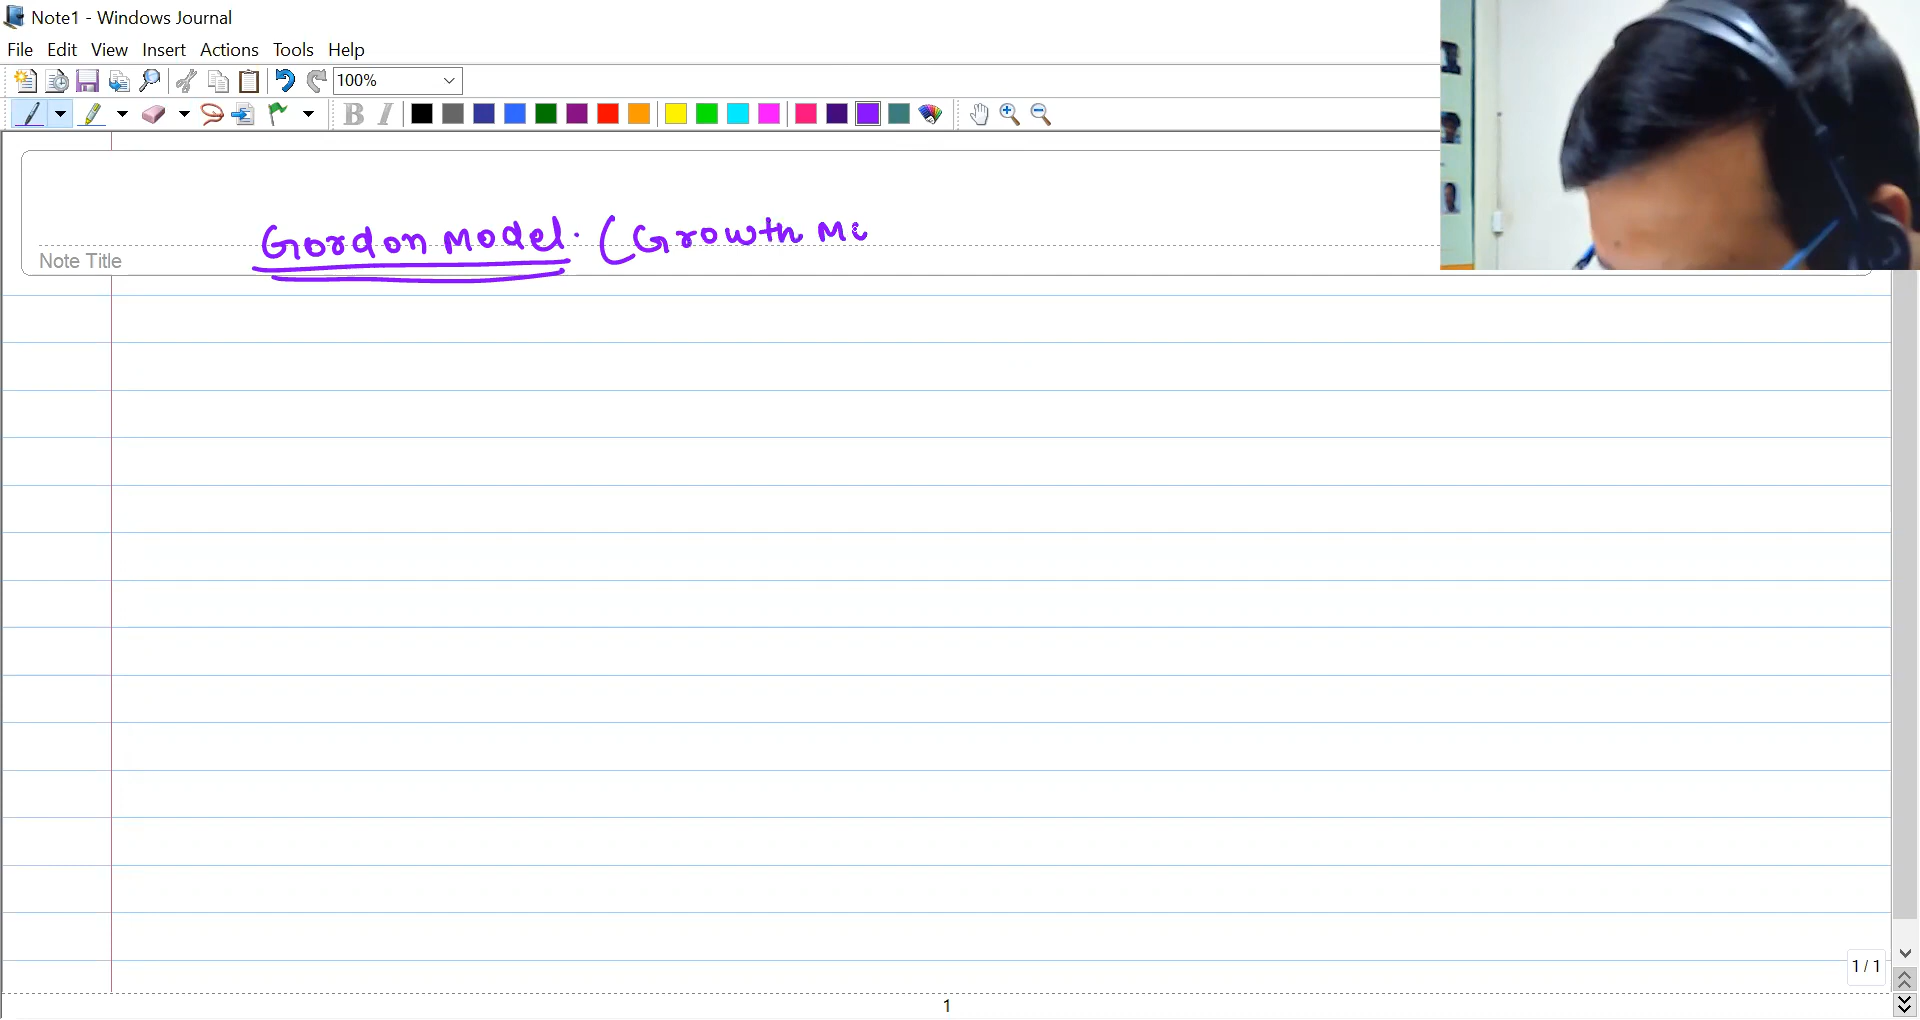 Note1 - Windows Journal
File Edit View Insert Actions Tools Help
100%
B I
Gordon Model. (Growth Mo
Note Title
1 / 1
1